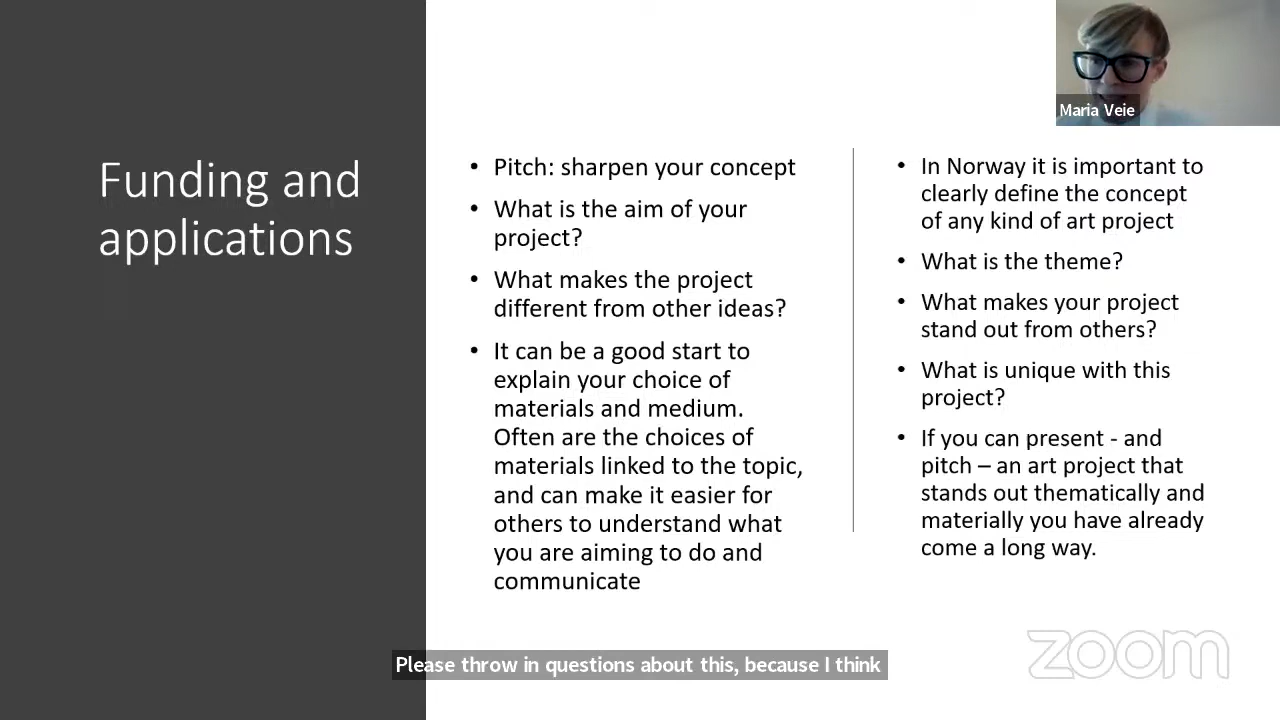 Maria Veie
Funding and
applications
• Pitch: sharpen your concept
• What is the aim of your
project?
• What makes the project
different from other ideas?
• It can be a good start to
explain your choice of
materials and medium.
Often are the choices of
materials linked to the topic,
and can make it easier for
others to understand what
you are aiming to do and
communicate
• In Norway it is important to
clearly define the concept
of any kind of art project
• What is the theme?
• What makes your project
stand out from others?
• What is unique with this
project?
• If you can present - and
pitch – an art project that
stands out thematically and
materially you have already
come a long way.
Please throw in questions about this, because I think
zoom